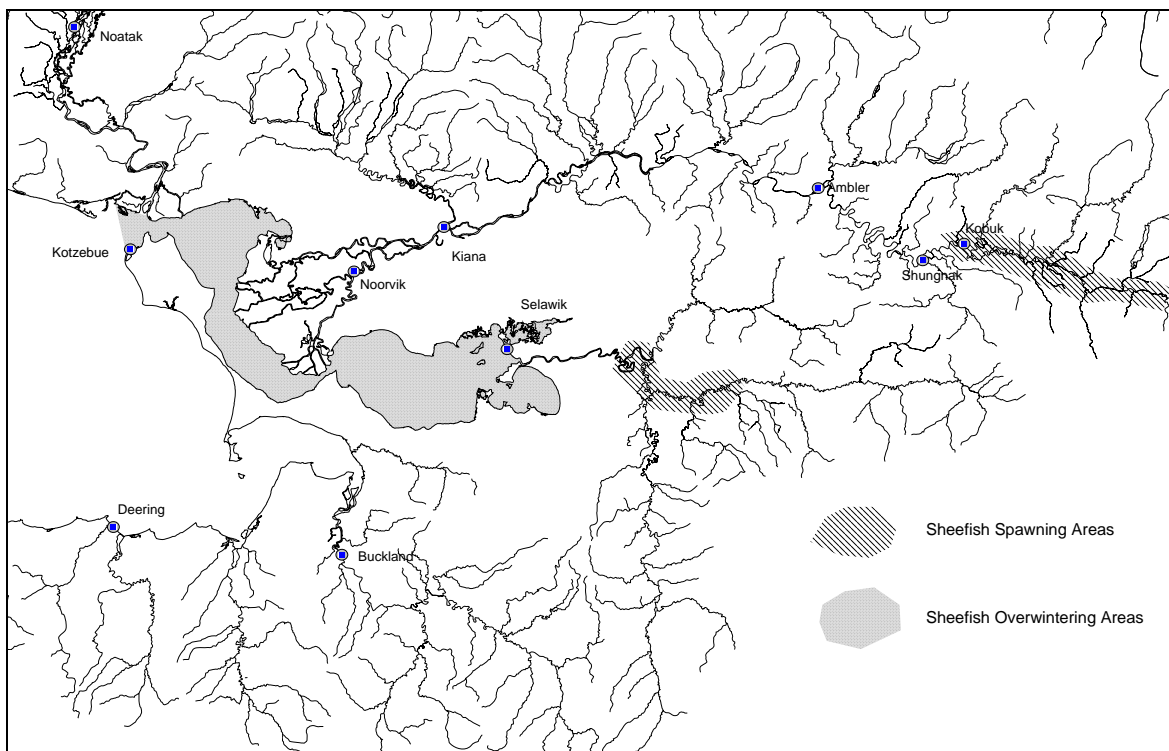 Noatak
Ambler
Kotzebue
Kiana
Kobuk
Shungnak
Noorvik
Selawik
Deering
Buckland
Sheefish Spawning Areas
Sheefish Overwintering Areas